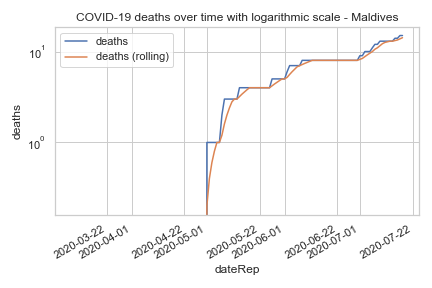 COVID-19 deaths over time with logarithmic scale - Maldives
deaths
deaths (rolling)
10¹
10⁰
deaths
2020-03-22
2020-04-01
2020-04-22
2020-05-01
2020-05-22
2020-06-01
2020-06-22
2020-07-01
2020-07-22
dateRep